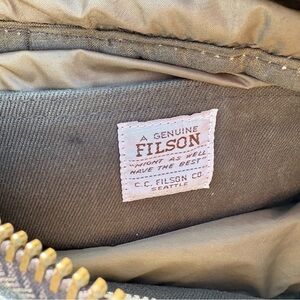 A GENUINE
FILSON
"MIGHT AS WELL
HAVE THE BEST"
C.C. FILSON CO
SEATTLE